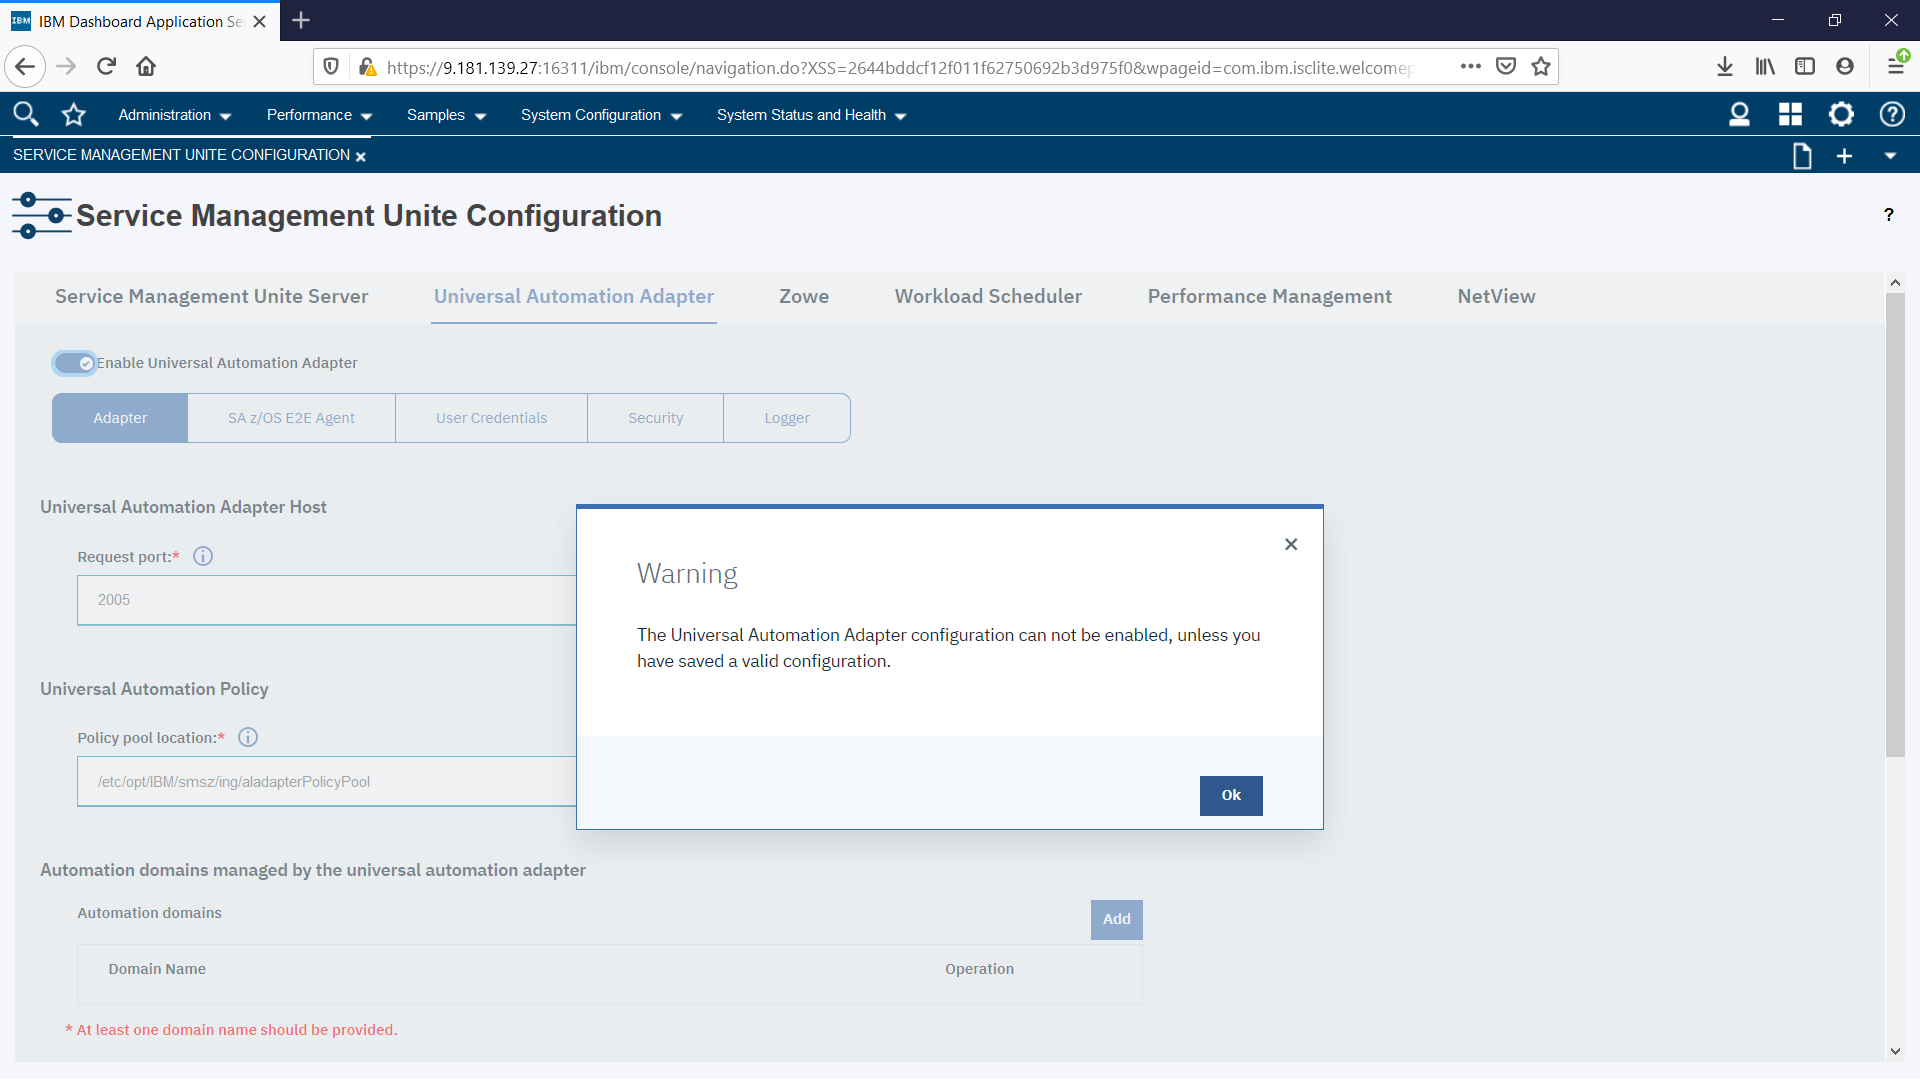 IBM Dashboard Application Se
https://9.181.139.27:16311/ibm/console/navigation.do?XSS=2644bddcf12f011f62750692b3d975f0&wpageid=com.ibm.isclite.welcomep
Administration Performance Samples System Configuration System Status and Health
SERVICE MANAGEMENT UNITE CONFIGURATION
Service Management Unite Configuration
?
Service Management Unite Server Universal Automation Adapter Zowe Workload Scheduler Performance Management NetView
Enable Universal Automation Adapter
Adapter SA z/OS E2E Agent User Credentials Security Logger
Universal Automation Adapter Host
Request port:*
2005
Universal Automation Policy
Policy pool location:*
/etc/opt/IBM/smsz/ing/aladapterPolicyPool
Warning
The Universal Automation Adapter configuration can not be enabled, unless you
have saved a valid configuration.
Ok
Automation domains managed by the universal automation adapter
Automation domains
Add
Domain Name Operation
* At least one domain name should be provided.